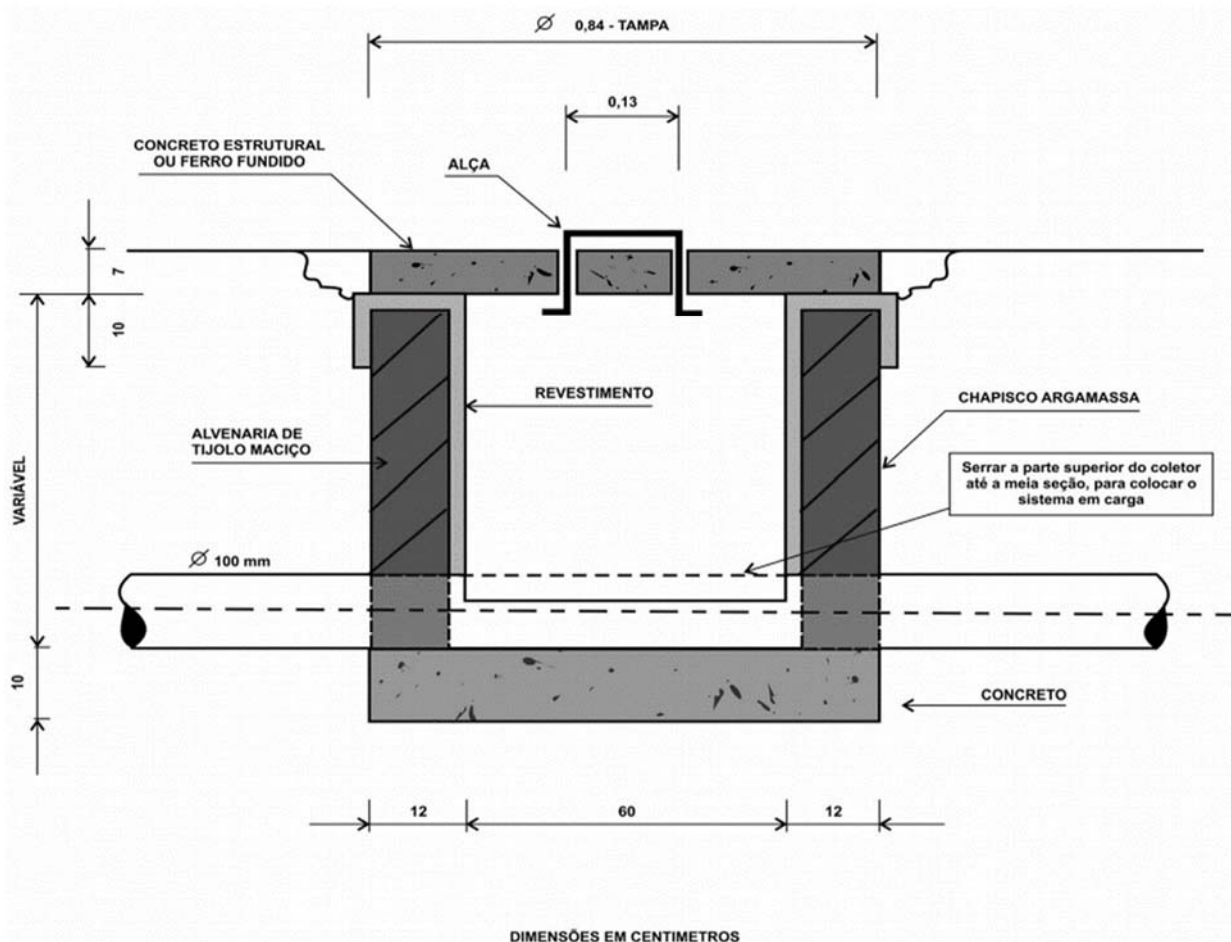 Ø 0,84 - TAMPA
0,13
CONCRETO ESTRUTURAL
OU FERRO FUNDIDO
ALÇA
7
10
REVESTIMENTO
CHAPISCO ARGAMASSA
ALVENARIA DE
TIJOLO MACIÇO
Serrar a parte superior do coletor
até a meia seção, para colocar o
sistema em carga
VARIÁVEL
Ø 100 mm
10
CONCRETO
12
60
12
DIMENSÕES EM CENTIMETROS